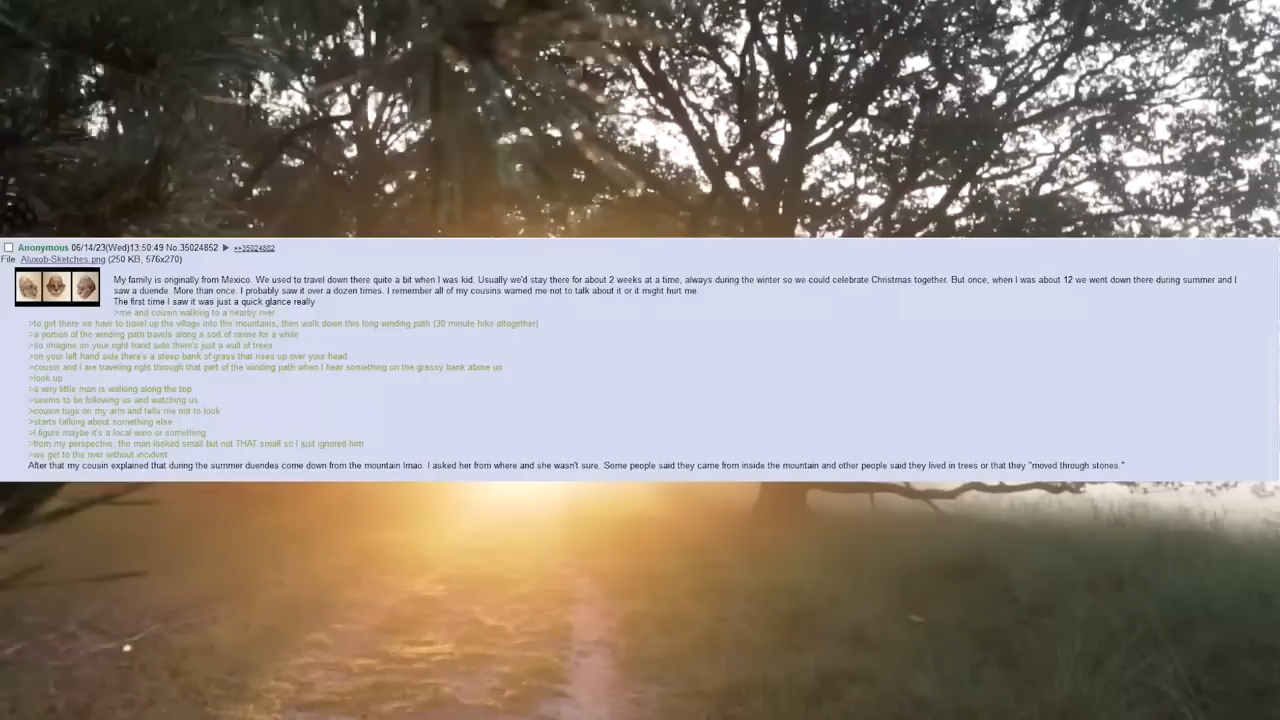 Anonymous 06/14/23(Wed)13:50:49 No.35024852 ▶ >>35024882
File Aluxob-Sketches.png (250 KB, 576x270)
My family is originally from Mexico. We used to travel down there quite a bit when I was kid. Usually we'd stay there for about 2 weeks at a time, always during the winter so we could celebrate Christmas together. But once, when I was about 12 we went down there during summer and I
saw a duende. More than once. I probably saw it over a dozen times. I remember all of my cousins warned me not to talk about it or it might hurt me.
The first time I saw it was just a quick glance really
>me and cousin walking to a nearby river
>to get there we have to travel up the village into the mountains, then walk down this long winding path (30 minute hike altogether)
>a portion of the winding path travels along a sort of ravine for a while
>so imagine on your right hand side there's just a wall of trees
>on your left hand side there's a steep bank of grass that rises up over your head
>cousin and I are traveling right through that part of the winding path when I hear something on the grassy bank above us
>look up
>a very little man is walking along the top
>seems to be following us and watching us
>cousin tugs on my arm and tells me not to look
>starts talking about something else
>I figure maybe it's a local wino or something
>from my perspective, the man looked small but not THAT small so I just ignored him
>we get to the river without incident
After that my cousin explained that during the summer duendes come down from the mountain lmao. I asked her from where and she wasn't sure. Some people said they came from inside the mountain and other people said they lived in trees or that they "moved through stones."